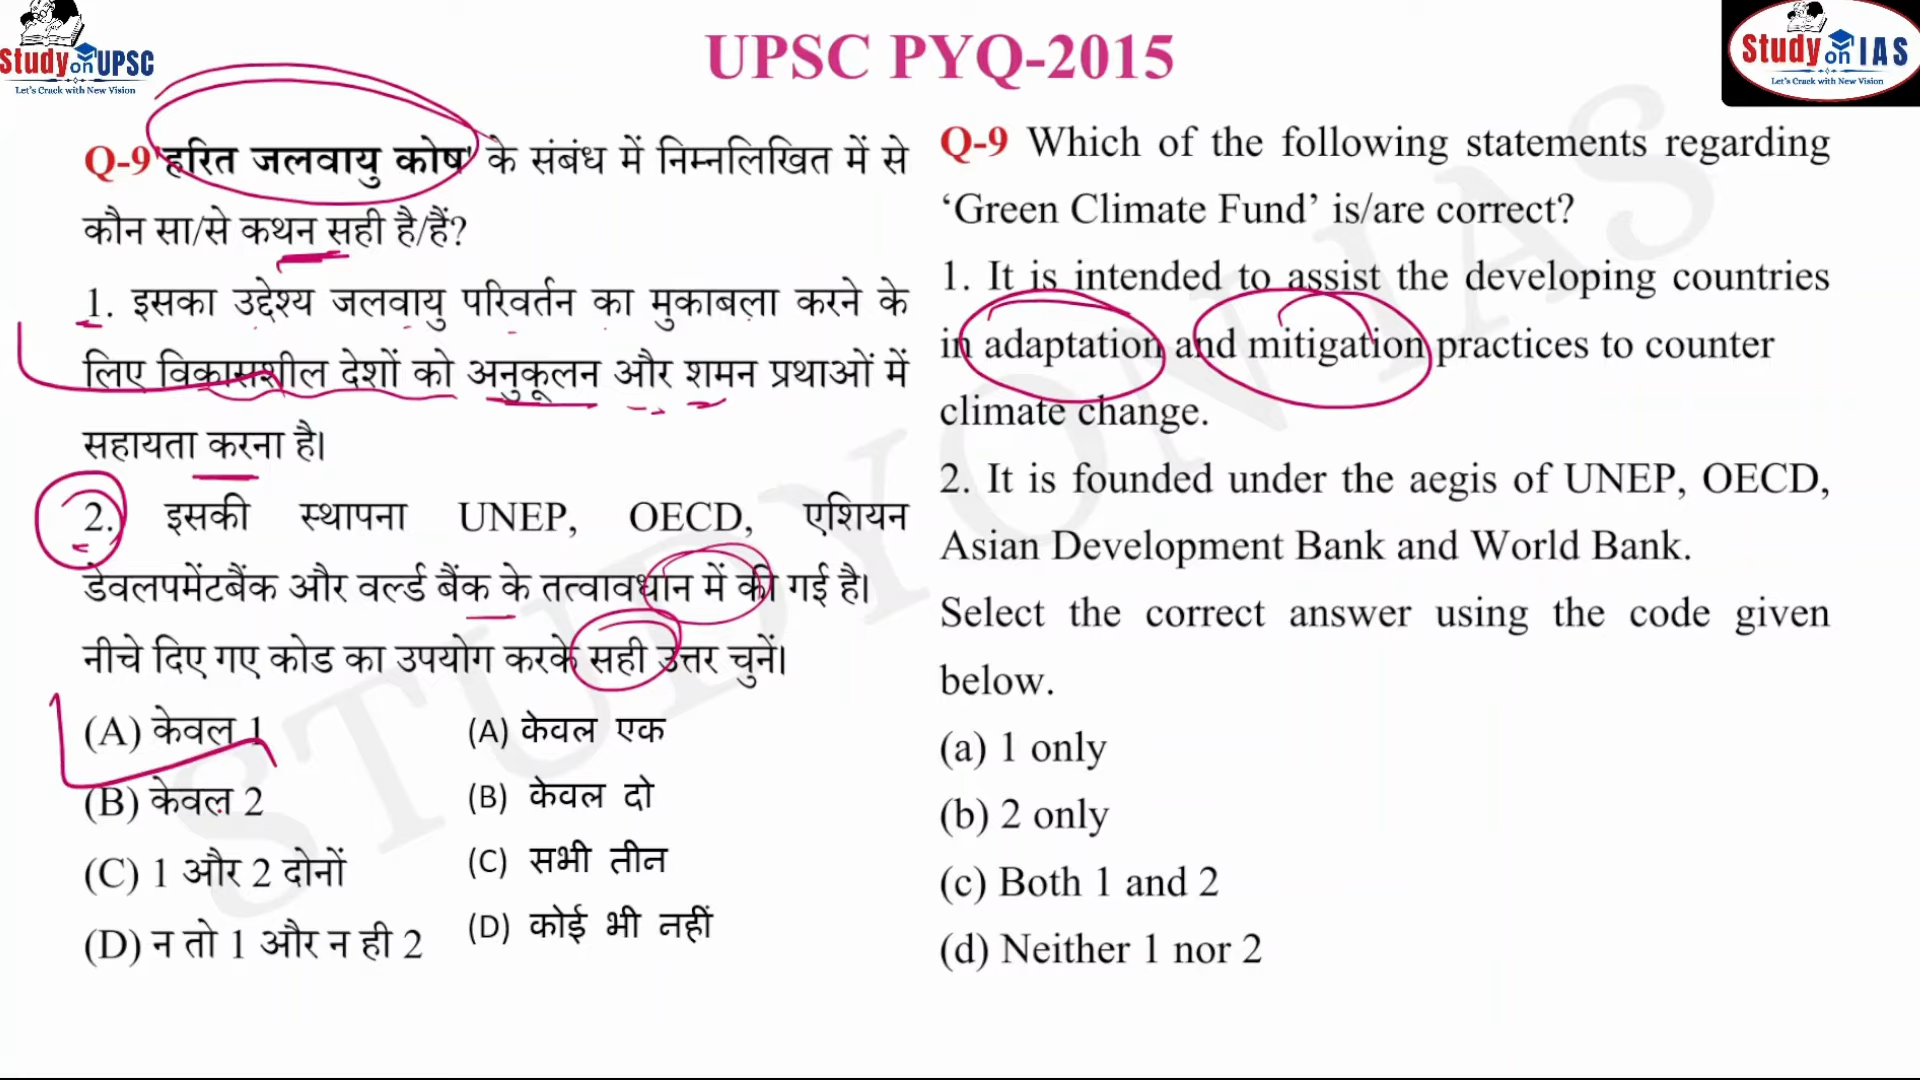 Study on UPSC
Let's Crack with New Vision
UPSC PYQ-2015
Study on IAS
Let's Crack with New Vision
Q-9 'हरित जलवायु कोष' के संबंध में निम्नलिखित में से
कौन सा/से कथन सही है/हैं?
1. इसका उद्देश्य जलवायु परिवर्तन का मुकाबला करने के
लिए विकासशील देशों को अनुकूलन और शमन प्रथाओं में
सहायता करना है।
2. इसकी स्थापना UNEP, OECD, एशियन
डेवलपमेंटबैंक और वर्ल्ड बैंक के तत्वावधान में की गई है।
नीचे दिए गए कोड का उपयोग करके सही उत्तर चुनें।
(A) केवल 1
(B) केवल 2
(C) 1 और 2 दोनों
(D) न तो 1 और न ही 2
(A) केवल एक
(B) केवल दो
(C) सभी तीन
(D) कोई भी नहीं
Q-9 Which of the following statements regarding
‘Green Climate Fund’ is/are correct?
1. It is intended to assist the developing countries
in adaptation and mitigation practices to counter
climate change.
2. It is founded under the aegis of UNEP, OECD,
Asian Development Bank and World Bank.
Select the correct answer using the code given
below.
(a) 1 only
(b) 2 only
(c) Both 1 and 2
(d) Neither 1 nor 2
STUDY ON IAS